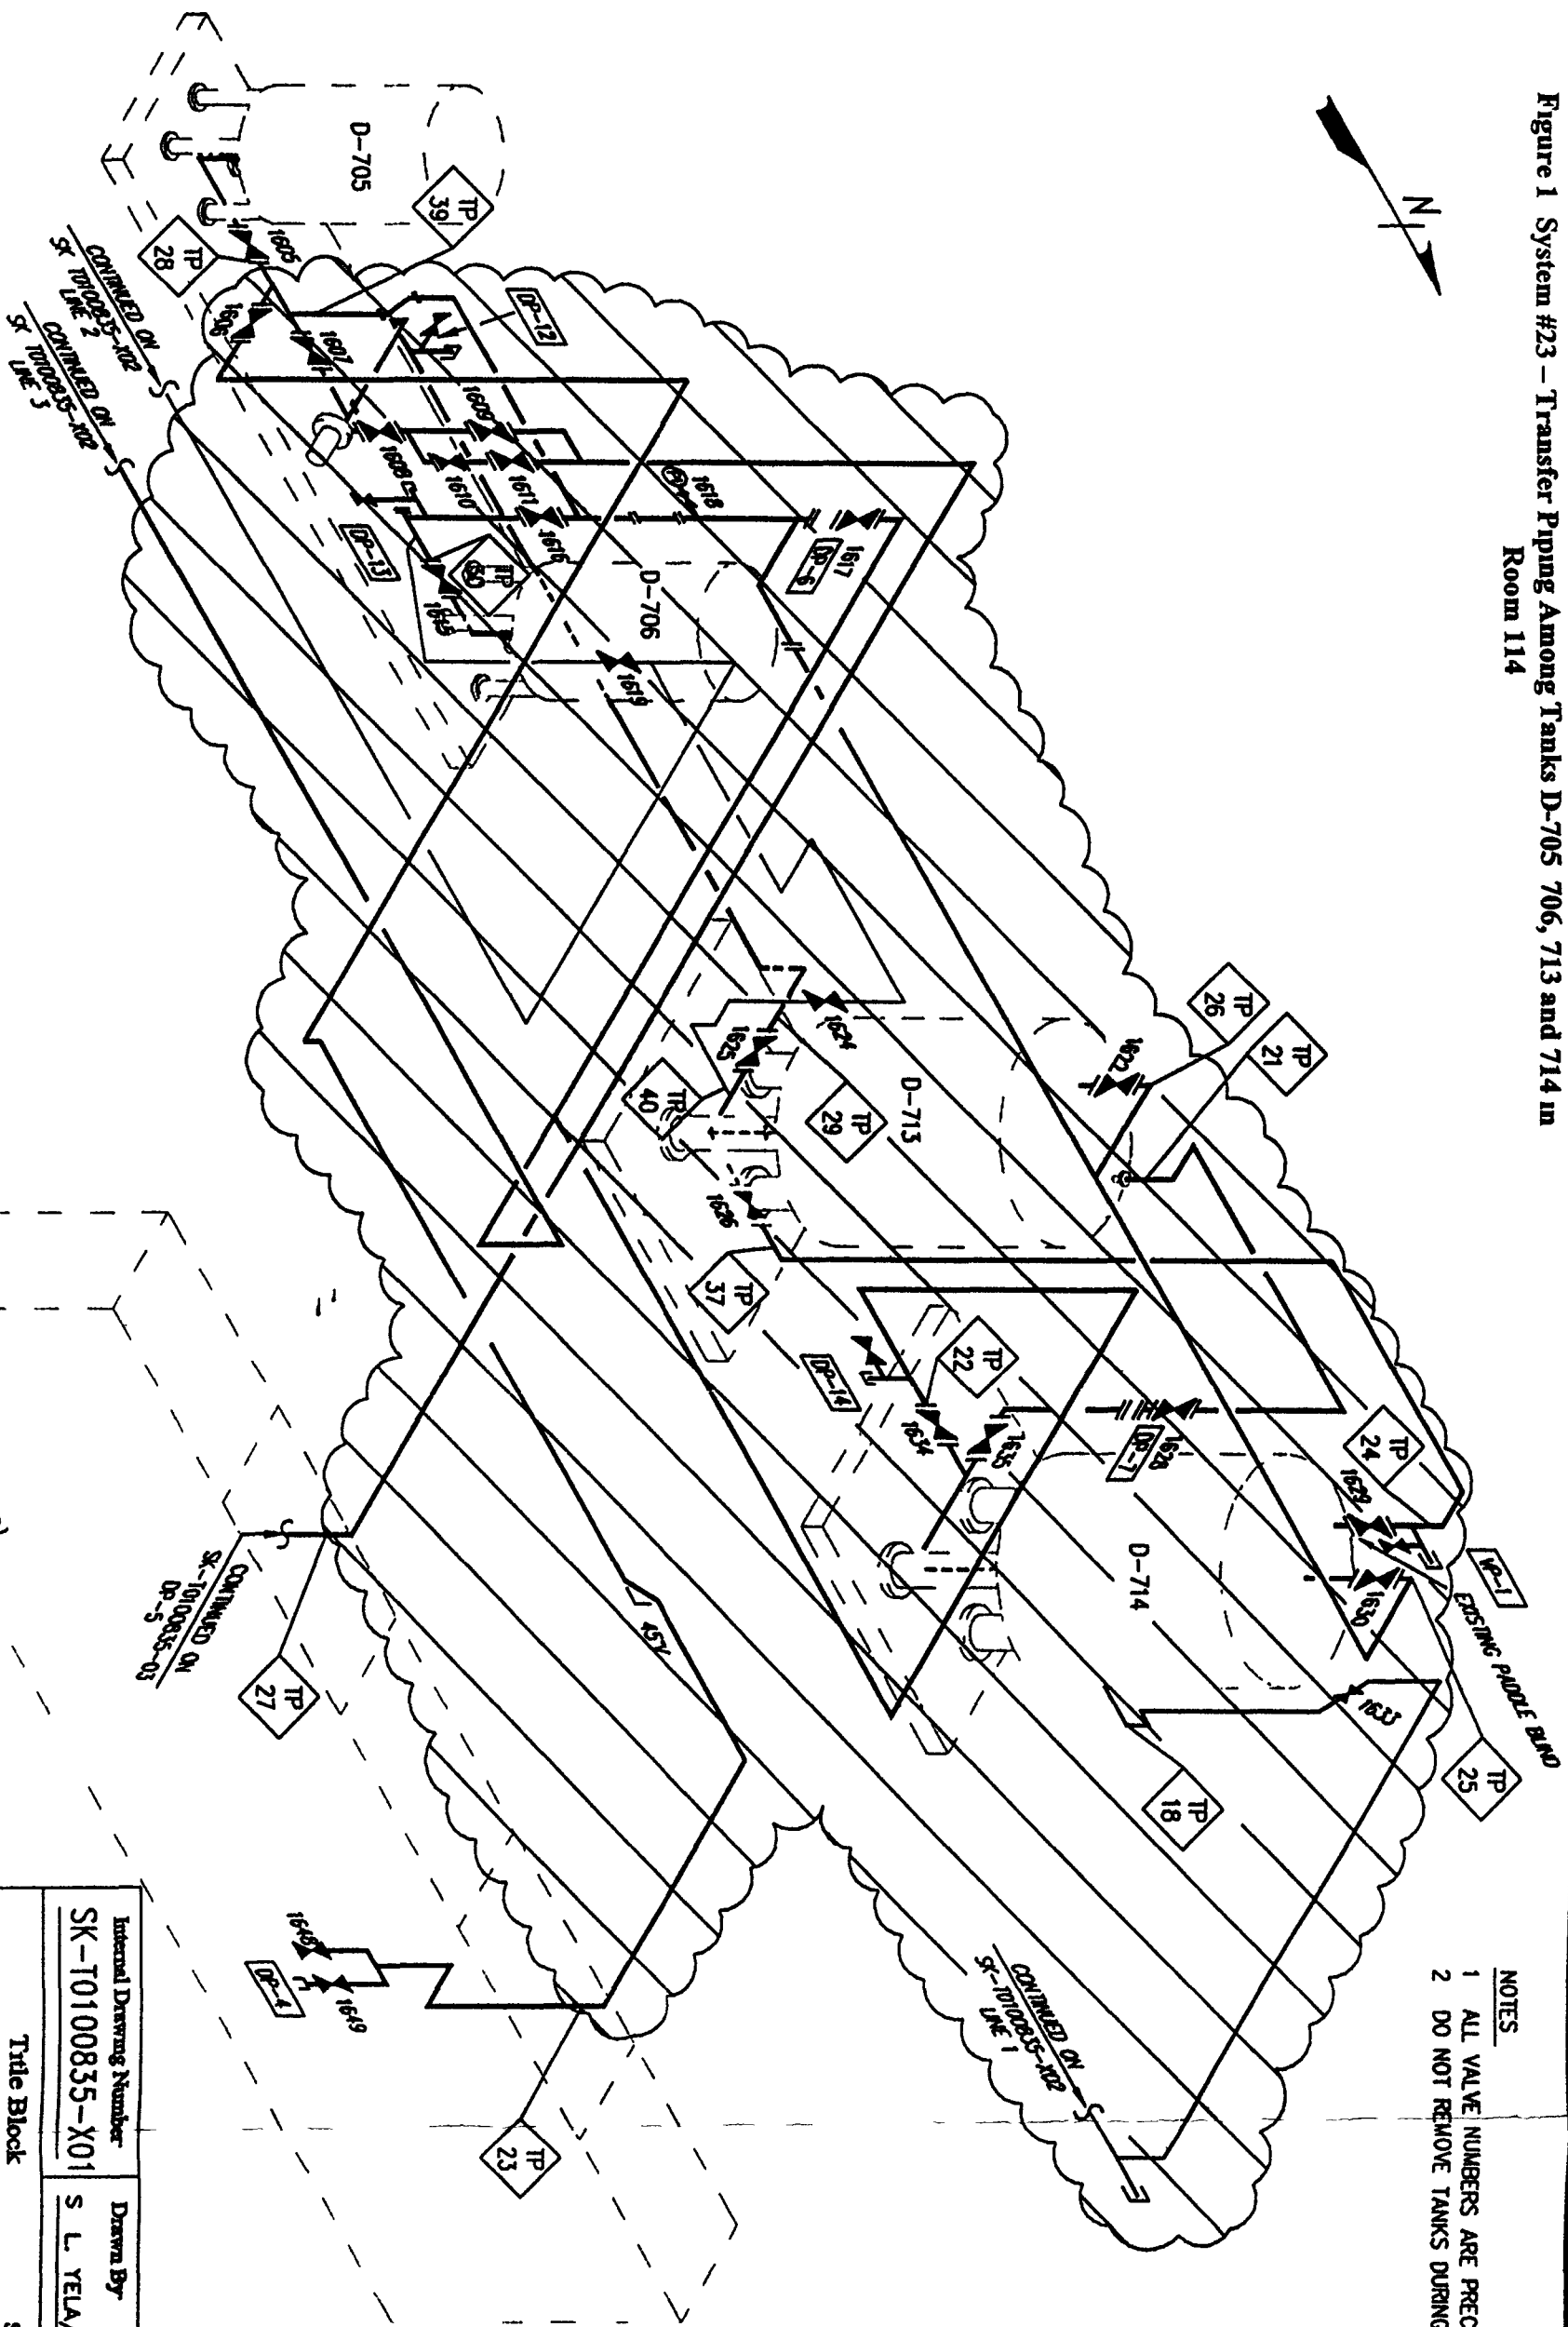 Figure 1 System #23 – Transfer Piping Among Tanks D-705 706, 713 and 714 in
Room 114
N
NOTES
1 ALL VALVE NUMBERS ARE PREC
2 DO NOT REMOVE TANKS DURING
D-705
TP
39
TP
28
1605
1606
1607
DP-12
CONTINUED ON
SK T0100835-X02
LINE 2
CONTINUED ON
SK T0100835-X02
LINE 3
1609
1608
1610
1611
1618
1616
1617
DP-6
DP-13
TP
1615
D-706
1619
TP
26
TP
21
1622
1624
1625
TP
40
TP
29
D-713
1626
TP
37
TP
22
DP-14
1634
1635
1628
DP-7
TP
24
1629
VP-1
EXISTING PADDLE BLIND
1630
TP
25
D-714
1633
TP
18
45V
CONTINUED ON
SK-T0100835-03
DP-5
TP
27
1648
1649
DP-4
TP
23
CONTINUED ON
SK-T0100835-X02
LINE 1
Internal Drawing Number
SK-T0100835-X01
Drawn By
S L. YELA
Title Block